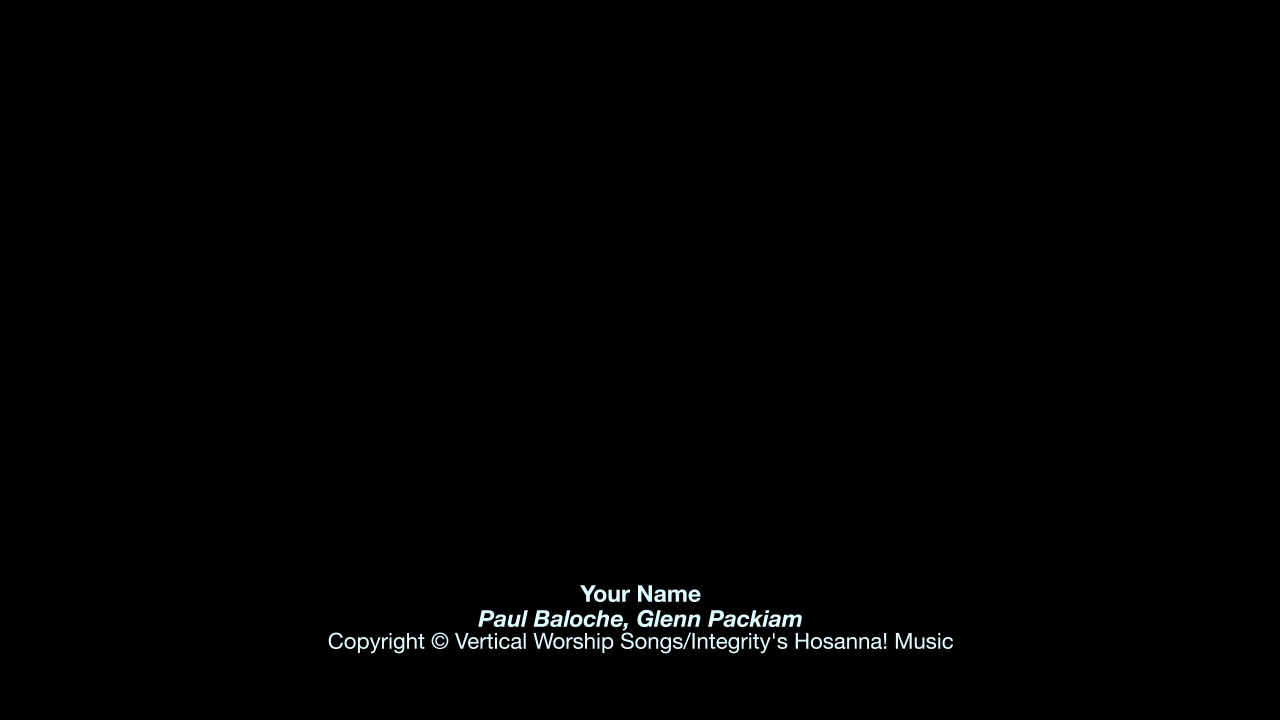 Your Name
Paul Baloche, Glenn Packiam
Copyright © Vertical Worship Songs/Integrity's Hosanna! Music